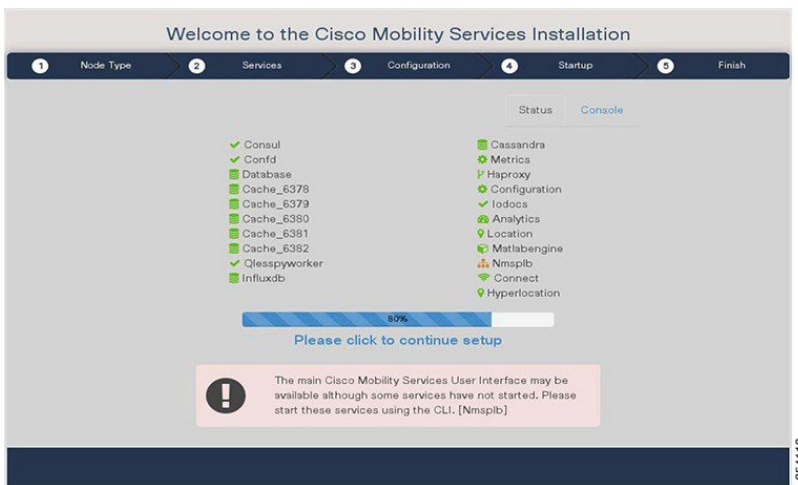 Welcome to the Cisco Mobility Services Installation
1 Node Type 2 Services 3 Configuration 4 Startup 5 Finish
Status Console
Consul
Confd
Database
Cache_6378
Cache_6379
Cache_6380
Cache_6381
Cache_6382
Qlesspyworker
Influxdb
Cassandra
Metrics
Haproxy
Configuration
Iodocs
Analytics
Location
Matlabengine
Nmsplb
Connect
Hyperlocation
80%
Please click to continue setup
The main Cisco Mobility Services User Interface may be
available although some services have not started. Please
start these services using the CLI. [Nmsplb]